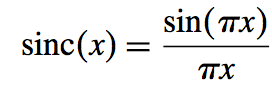 sinc(x) = sin(πx) / πx